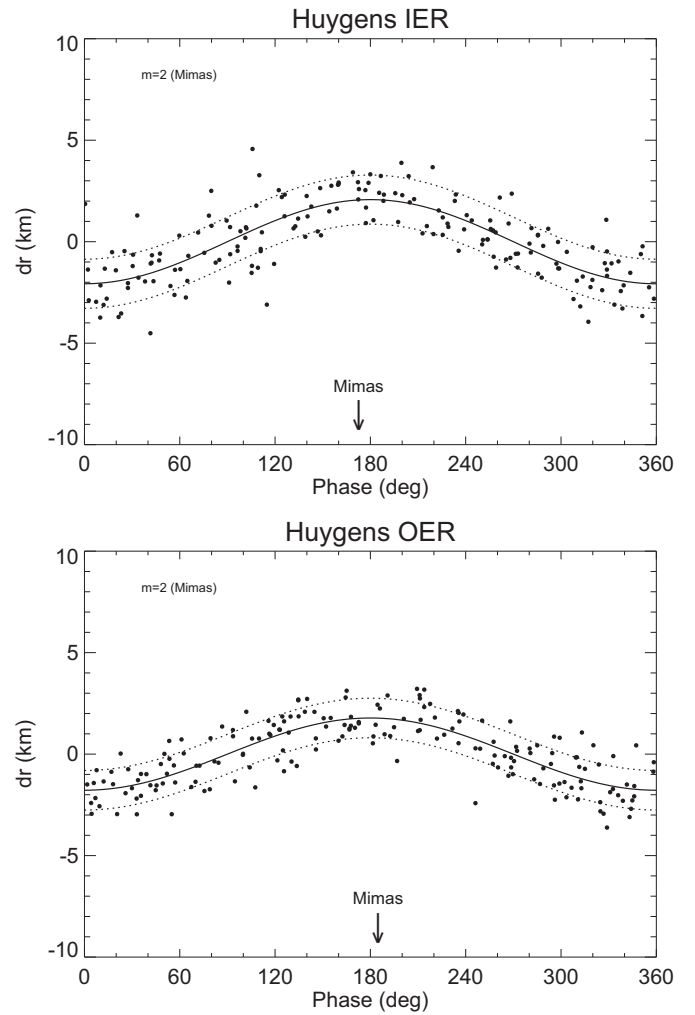 Huygens IER
10
m=2 (Mimas)
5
dr (km)
0
-5
Mimas
-10
0 60 120 180 240 300 360
Phase (deg)
Huygens OER
10
m=2 (Mimas)
5
dr (km)
0
-5
Mimas
-10
0 60 120 180 240 300 360
Phase (deg)